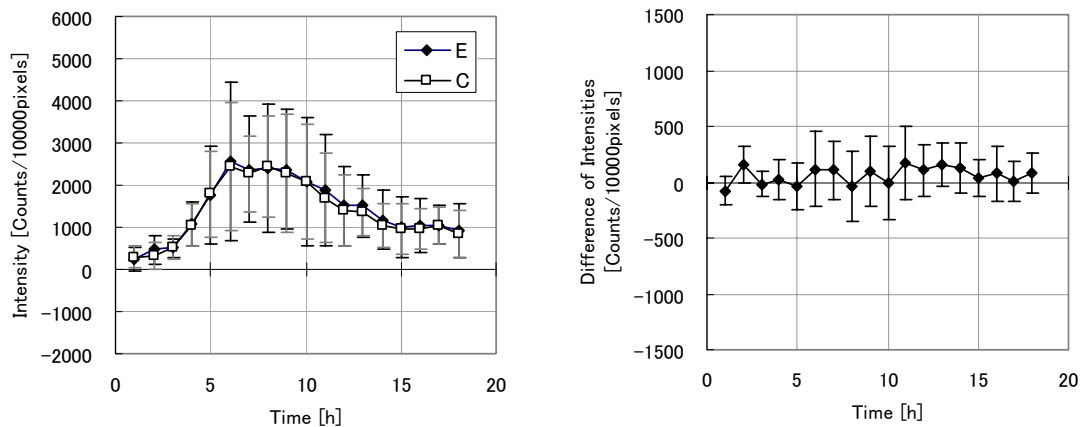 6000
5000
4000
3000
2000
1000
0
-1000
-2000
0 5 10 15 20
Intensity [Counts/10000pixels]
Time [h]
E
C
1500
1000
500
0
-500
-1000
-1500
0 5 10 15 20
Difference of Intensities
[Counts/10000pixels]
Time [h]